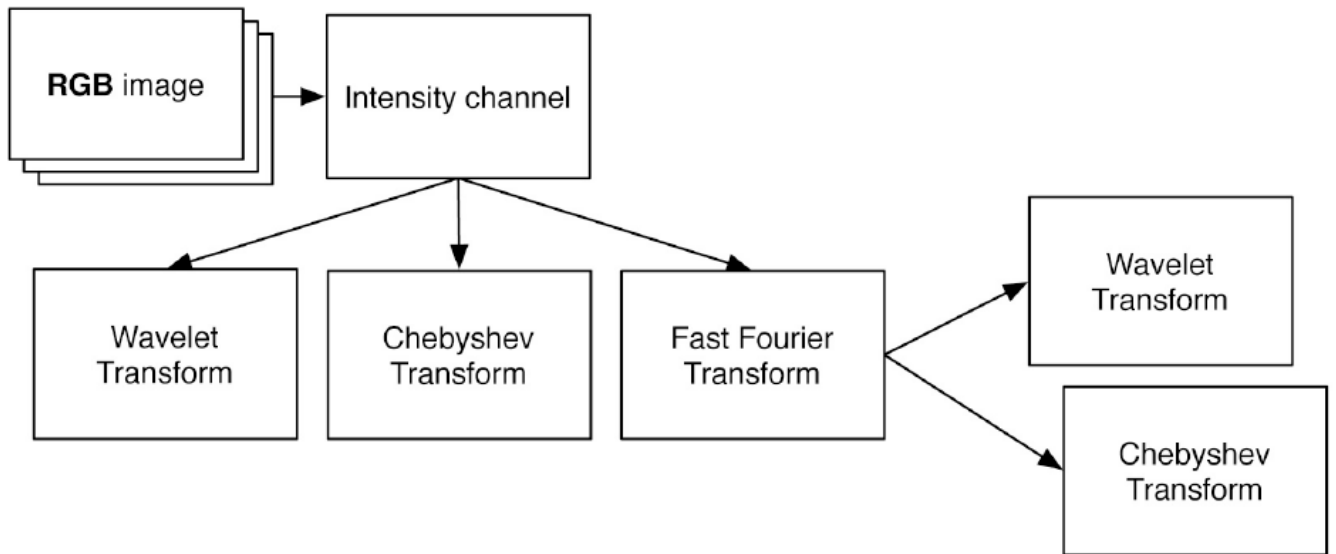 RGB image
Intensity channel
Wavelet
Transform
Chebyshev
Transform
Fast Fourier
Transform
Wavelet
Transform
Chebyshev
Transform